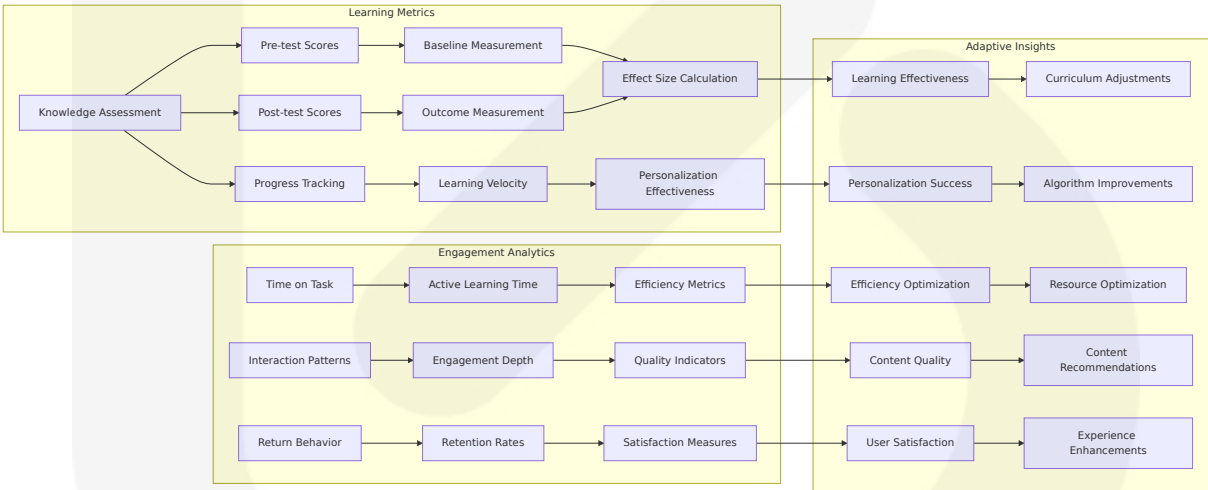 Learning Metrics
Knowledge Assessment
Pre-test Scores
Baseline Measurement
Post-test Scores
Outcome Measurement
Effect Size Calculation
Progress Tracking
Learning Velocity
Personalization
Effectiveness
Engagement Analytics
Time on Task
Active Learning Time
Efficiency Metrics
Interaction Patterns
Engagement Depth
Quality Indicators
Return Behavior
Retention Rates
Satisfaction Measures
Adaptive Insights
Learning Effectiveness
Curriculum Adjustments
Personalization Success
Algorithm Improvements
Efficiency Optimization
Resource Optimization
Content Quality
Content
Recommendations
User Satisfaction
Experience
Enhancements